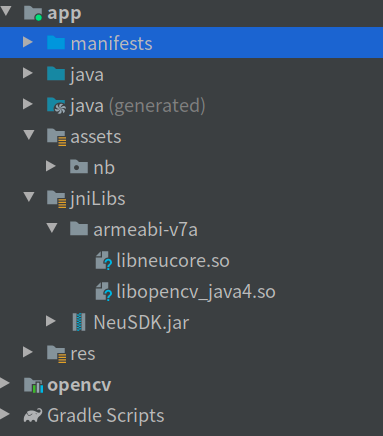 app
manifests
java
java (generated)
assets
nb
jniLibs
armeabi-v7a
libneucore.so
libopencv_java4.so
NeuSDK.jar
res
opencv
Gradle Scripts